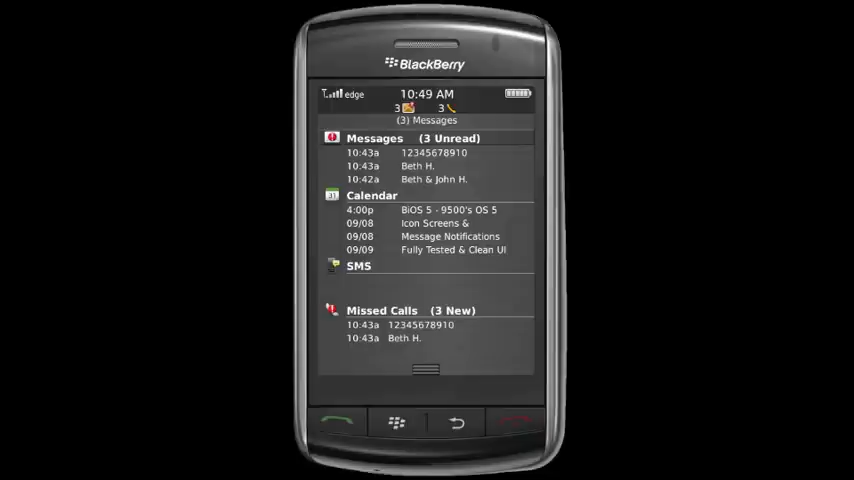 BlackBerry
edge 10:49 AM
3 3
(3) Messages
Messages (3 Unread)
10:43a 12345678910
10:43a Beth H.
10:42a Beth & John H.
31 Calendar
4:00p BiOS 5 - 9500's OS 5
09/08 Icon Screens &
09/08 Message Notifications
09/09 Fully Tested & Clean UI
SMS
Missed Calls (3 New)
10:43a 12345678910
10:43a Beth H.